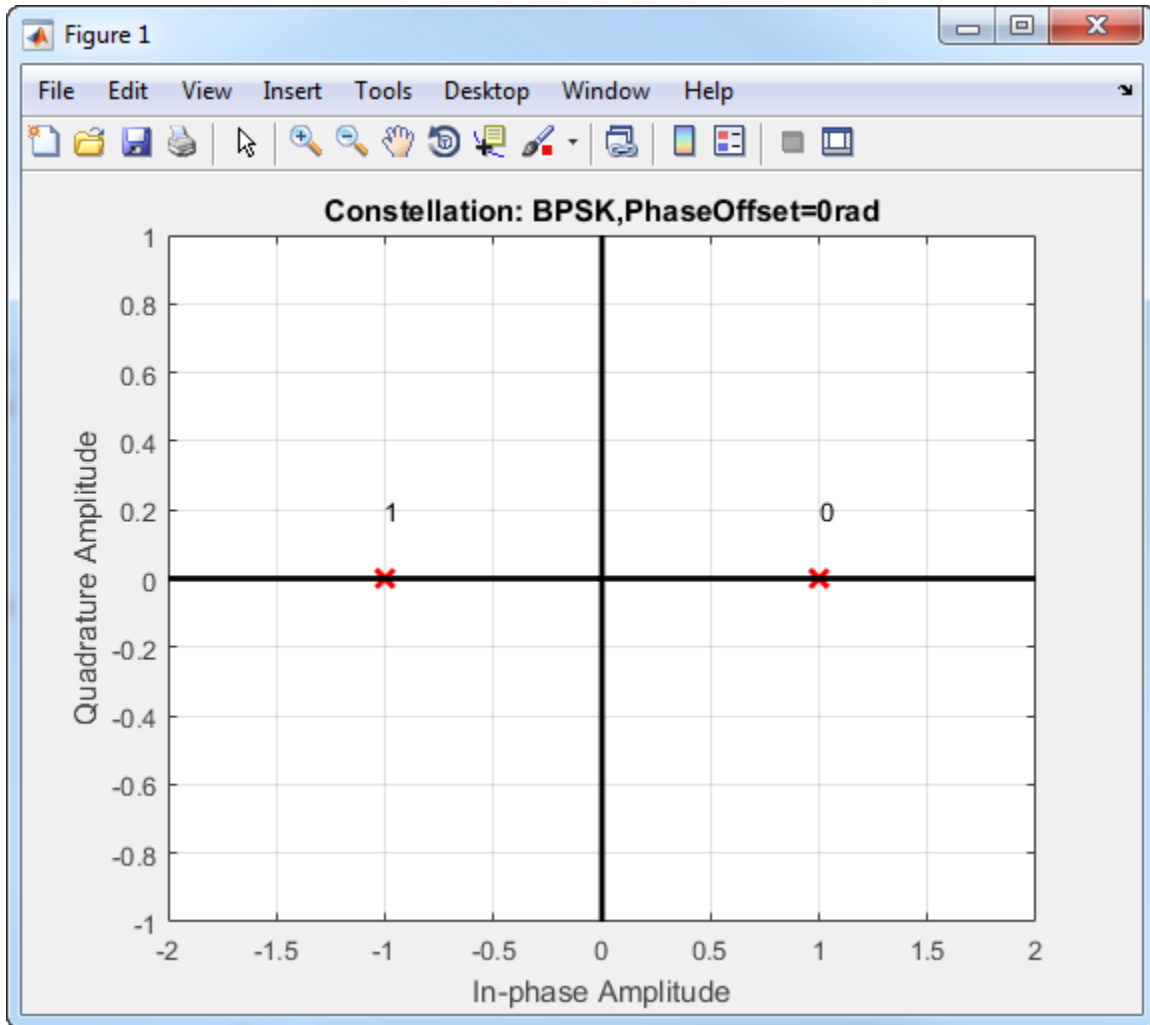 Figure 1
File Edit View Insert Tools Desktop Window Help
Constellation: BPSK,PhaseOffset=0rad
1
0.8
0.6
0.4
0.2
0
-0.2
-0.4
-0.6
-0.8
-1
Quadrature Amplitude
1 0
-2 -1.5 -1 -0.5 0 0.5 1 1.5 2
In-phase Amplitude